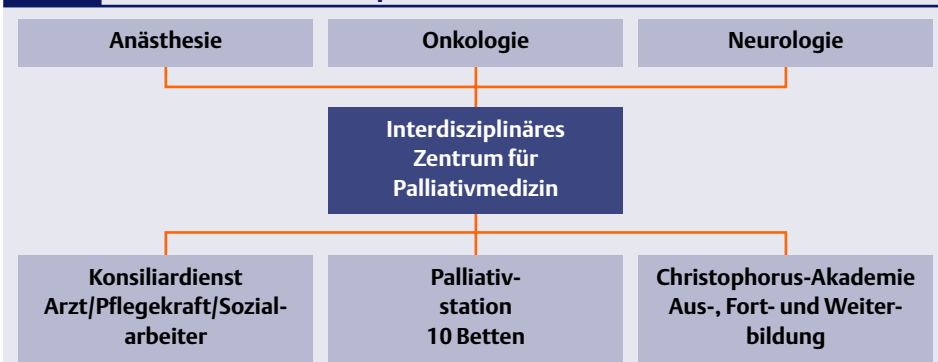 Anästhesie
Onkologie
Neurologie
Interdisziplinäres
Zentrum für
Palliativmedizin
Konsiliardienst
Arzt/Pflegekraft/Sozial-
arbeiter
Palliativ-
station
10 Betten
Christophorus-Akademie
Aus-, Fort- und Weiter-
bildung